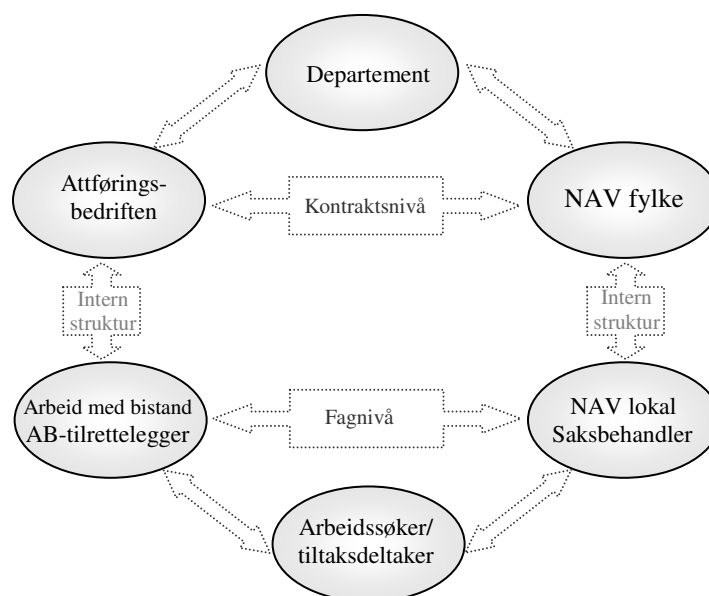 Departement
Attførings-
bedriften
Kontraktsnivå
NAV fylke
Intern
struktur
Intern
struktur
Arbeid med bistand
AB-tilrettelegger
Fagnivå
NAV lokal
Saksbehandler
Arbeidssøker/
tiltaksdeltaker